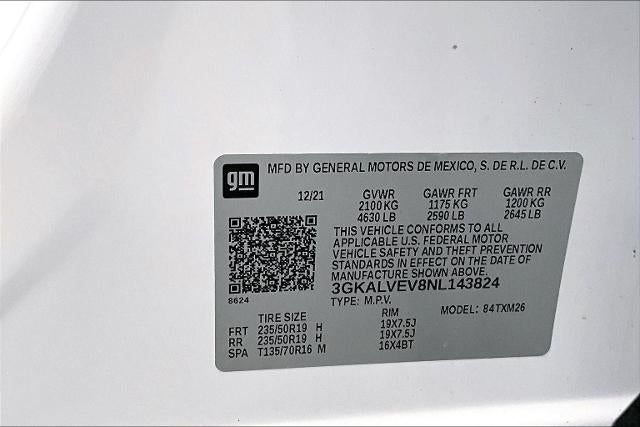 gm
MFD BY GENERAL MOTORS DE MEXICO, S. DE R.L. DE C.V.
12/21 GVWR GAWR FRT GAWR RR
2100 KG 1175 KG 1200 KG
4630 LB 2590 LB 2645 LB
THIS VEHICLE CONFORMS TO ALL
APPLICABLE U.S. FEDERAL MOTOR
VEHICLE SAFETY AND THEFT PREVENTION
STANDARDS IN EFFECT ON THE DATE OF
MANUFACTURE SHOWN ABOVE.
3GKALVEV8NL143824
8624
TYPE: M.P.V. MODEL: 84TXM26
TIRE SIZE RIM
FRT 235/50R19 H 19X7.5J
RR 235/50R19 H 19X7.5J
SPA T135/70R16 M 16X4BT